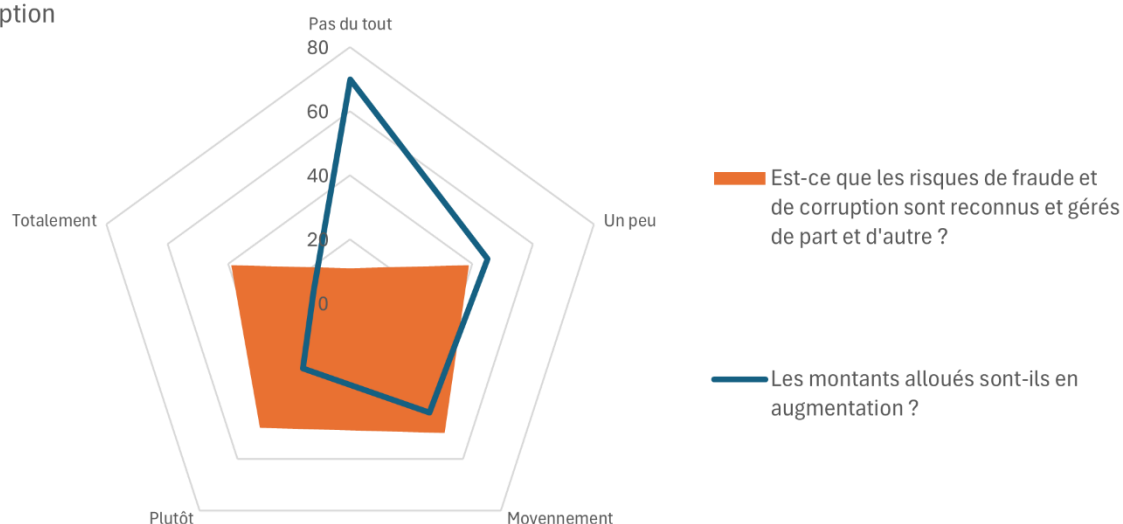 ption
Pas du tout
80
60
40
20
0
Totalement
Un peu
Plutôt
Moyennement
Est-ce que les risques de fraude et
de corruption sont reconnus et gérés
de part et d'autre ?
Les montants alloués sont-ils en
augmentation ?